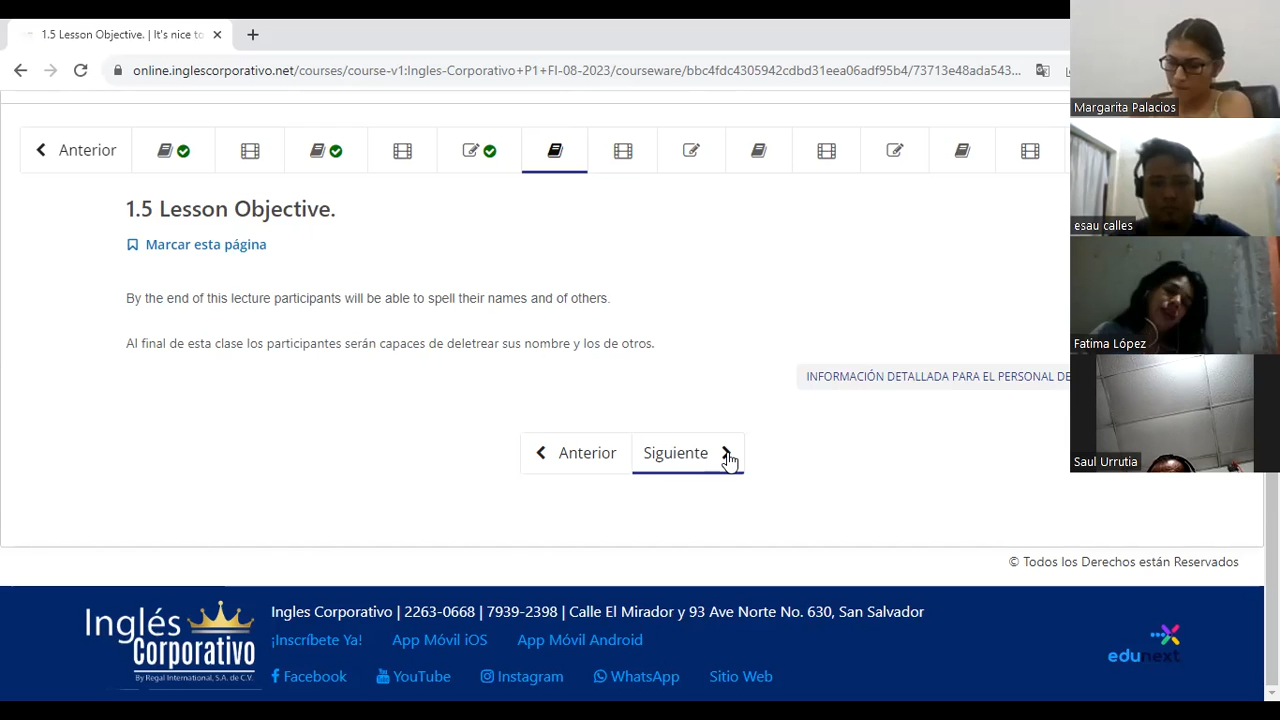 1.5 Lesson Objective. | It's nice to
online.inglescorporativo.net/courses/course-v1:Ingles-Corporativo+P1+FI-08-2023/courseware/bbc4fdc4305942cdbd31eea06adf95b4/73713e48ada543...
Anterior
1.5 Lesson Objective.
Marcar esta página
By the end of this lecture participants will be able to spell their names and of others.
Al final de esta clase los participantes serán capaces de deletrear sus nombre y los de otros.
INFORMACIÓN DETALLADA PARA EL PERSONAL DE
Anterior
Siguiente
© Todos los Derechos están Reservados
Inglés Corporativo
By Regal International, S.A. de C.V.
Ingles Corporativo | 2263-0668 | 7939-2398 | Calle El Mirador y 93 Ave Norte No. 630, San Salvador
¡Inscríbete Ya! App Móvil iOS App Móvil Android
Facebook YouTube Instagram WhatsApp Sitio Web
edunext
Margarita Palacios
esau calles
Fatima López
Saul Urrutia